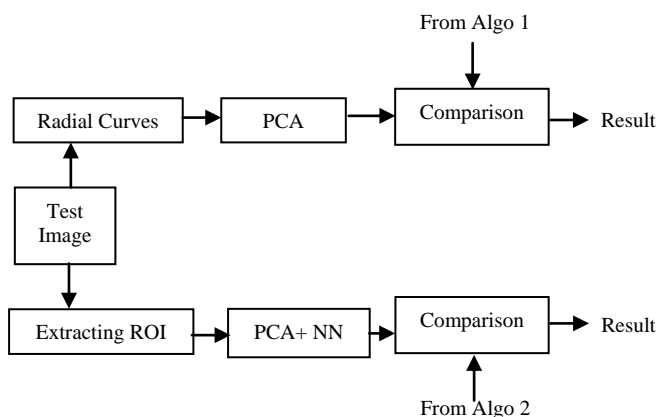 From Algo 1
Radial Curves
PCA
Comparison
Result
Test
Image
Extracting ROI
PCA+ NN
Comparison
Result
From Algo 2